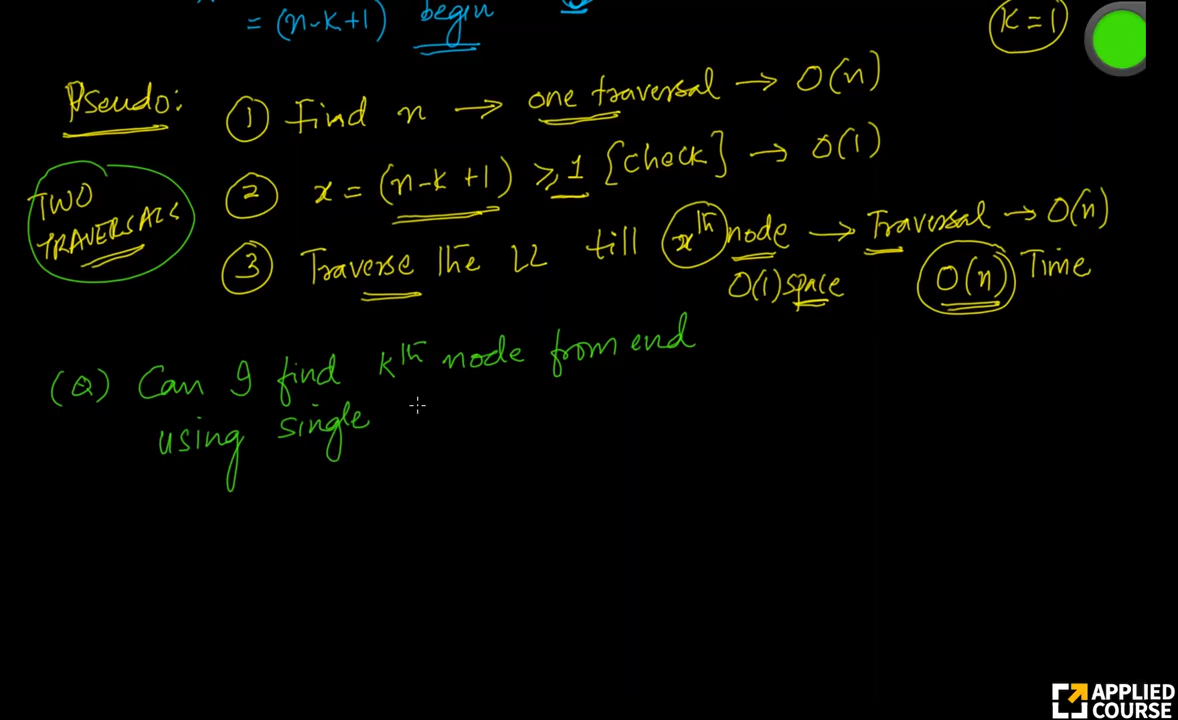 = (n-k+1) begin
k=1
Pseudo:
① Find n → one traversal → O(n)
② x = (n-k+1) ≥ 1 [check] → O(1)
TWO
TRAVERSALS
③ Traverse the LL till xth node → Traversal → O(n)
O(1) space
O(n) Time
(Q) Can I find kth node from end
using single
APPLIED
COURSE